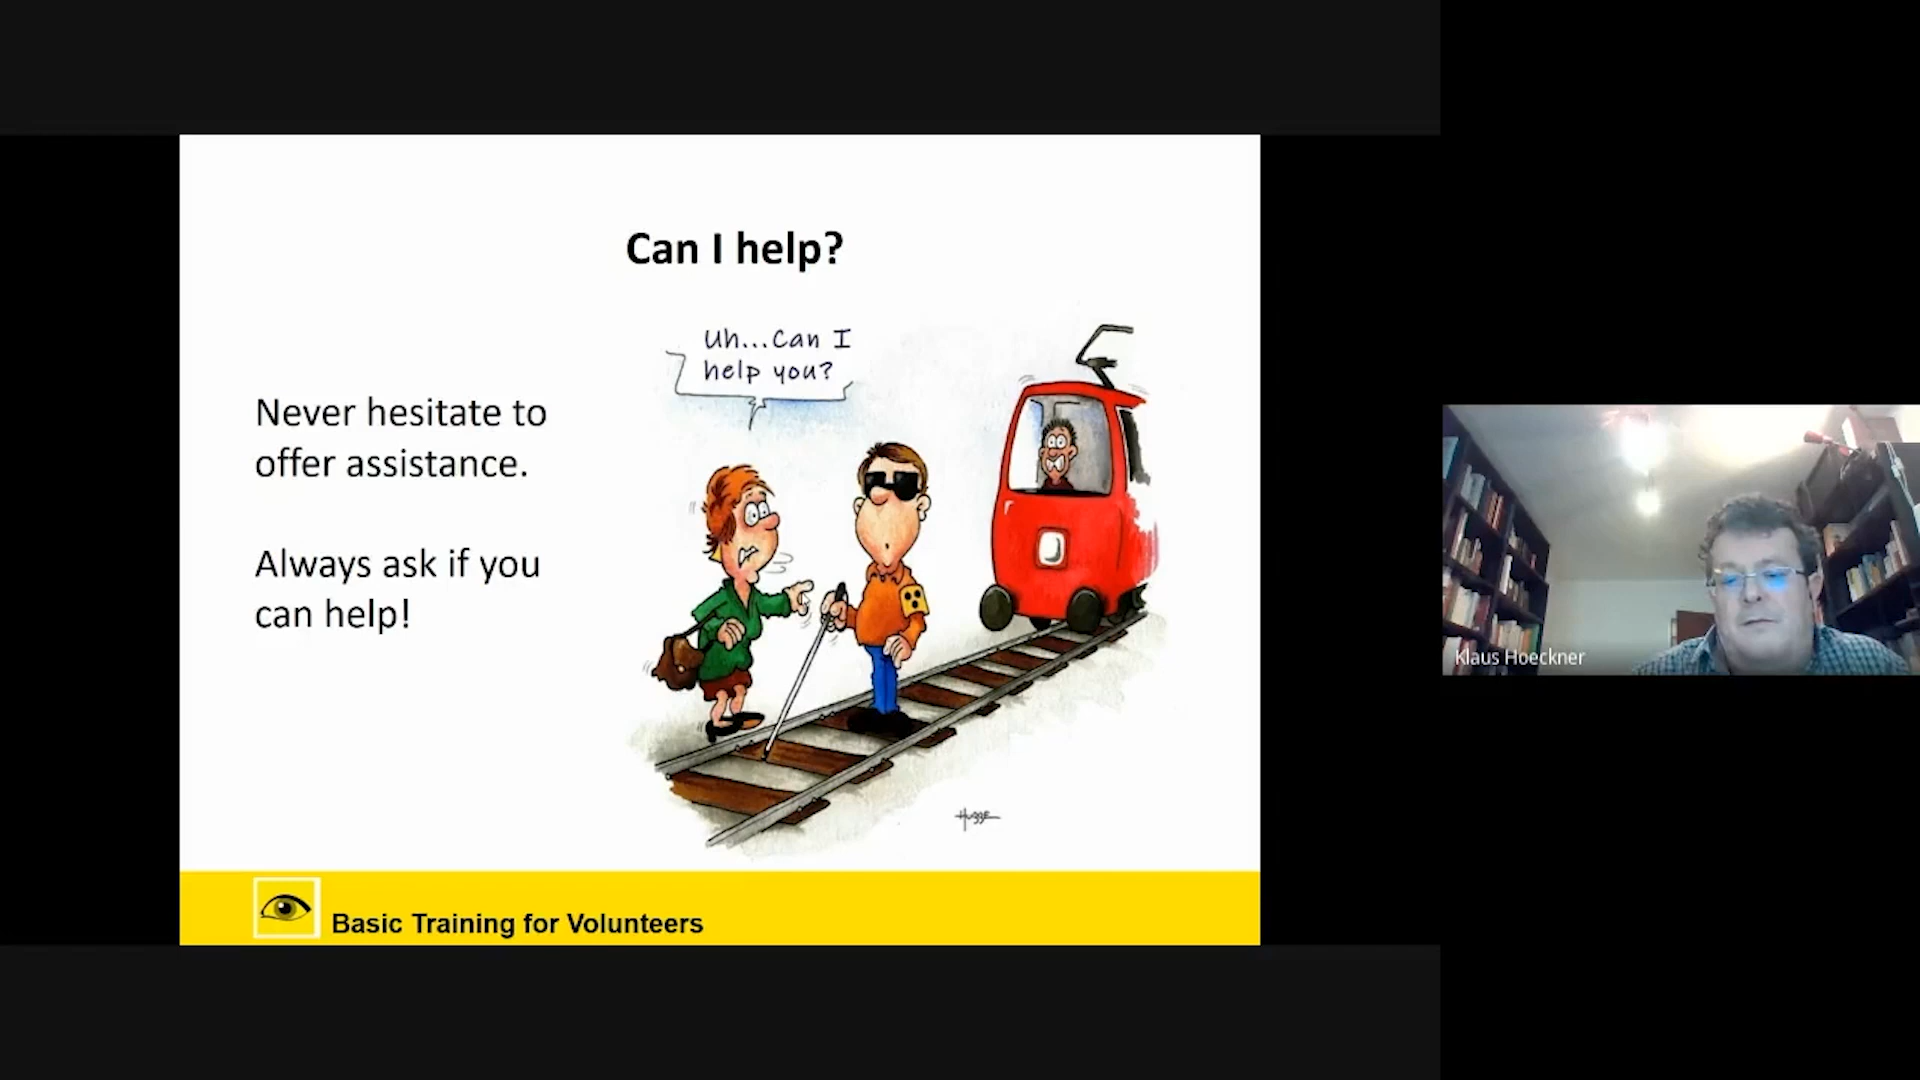 Can I help?
Uh...Can I
help you?
Never hesitate to
offer assistance.
Always ask if you
can help!
Hugge
Basic Training for Volunteers
Klaus Hoeckner